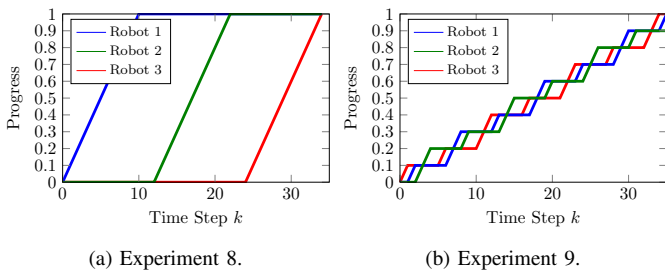 1
0.9
0.8
0.7
0.6
0.5
0.4
0.3
0.2
0.1
0
Progress
Robot 1
Robot 2
Robot 3
0 10 20 30
Time Step k
(a) Experiment 8.
1
0.9
0.8
0.7
0.6
0.5
0.4
0.3
0.2
0.1
0
Progress
Robot 1
Robot 2
Robot 3
0 10 20 30
Time Step k
(b) Experiment 9.